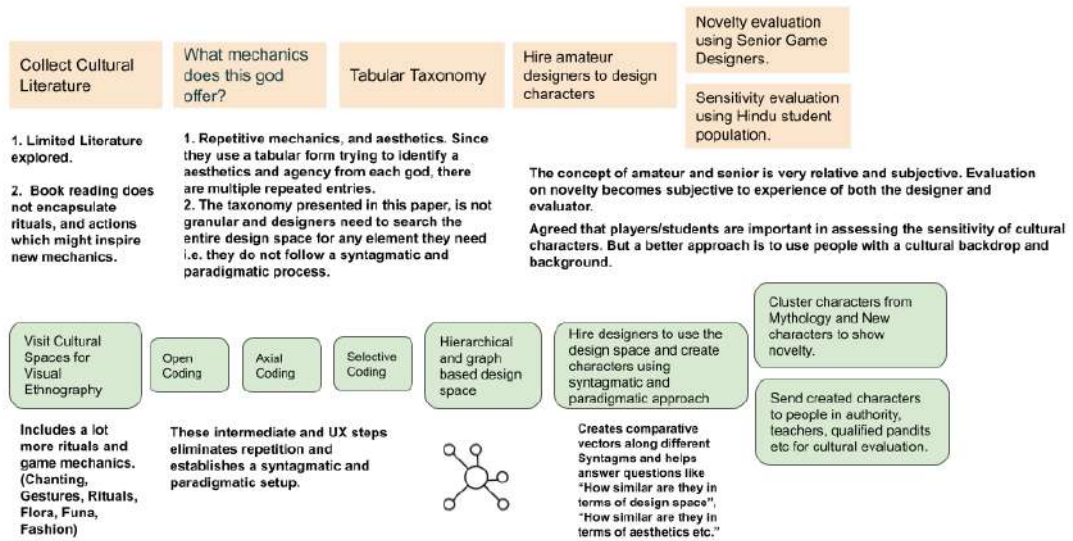 Collect Cultural
Literature
What mechanics
does this god
offer?
Tabular Taxonomy
Hire amateur
designers to design
characters
Novelty evaluation
using Senior Game
Designers.
Sensitivity evaluation
using Hindu student
population.
1. Limited Literature
explored.
2. Book reading does
not encapsulate
rituals, and actions
which might inspire
new mechanics.
1. Repetitive mechanics, and aesthetics. Since
they use a tabular form trying to identify a
aesthetics and agency from each god, there
are multiple repeated entries.
2. The taxonomy presented in this paper, is not
granular and designers need to search the
entire design space for any element they need
i.e. they do not follow a syntagmatic and
paradigmatic process.
The concept of amateur and senior is very relative and subjective. Evaluation
on novelty becomes subjective to experience of both the designer and
evaluator.
Agreed that players/students are important in assessing the sensitivity of cultural
characters. But a better approach is to use people with a cultural backdrop and
background.
Visit Cultural
Spaces for
Visual
Ethnography
Open
Coding
Axial
Coding
Selective
Coding
Hierarchical
and graph
based design
space
Hire designers to use the
design space and create
characters using
syntagmatic and
paradigmatic approach
Cluster characters from
Mythology and New
characters to show
novelty.
Send created characters
to people in authority,
teachers, qualified pandits
etc for cultural evaluation.
Includes a lot
more rituals and
game mechanics.
(Chanting,
Gestures, Rituals,
Flora, Funa,
Fashion)
These intermediate and UX steps
eliminates repetition and
establishes a syntagmatic and
paradigmatic setup.
Creates comparative
vectors along different
Syntagms and helps
answer questions like
"How similar are they in
terms of design space",
"How similar are they in
terms of aesthetics etc."